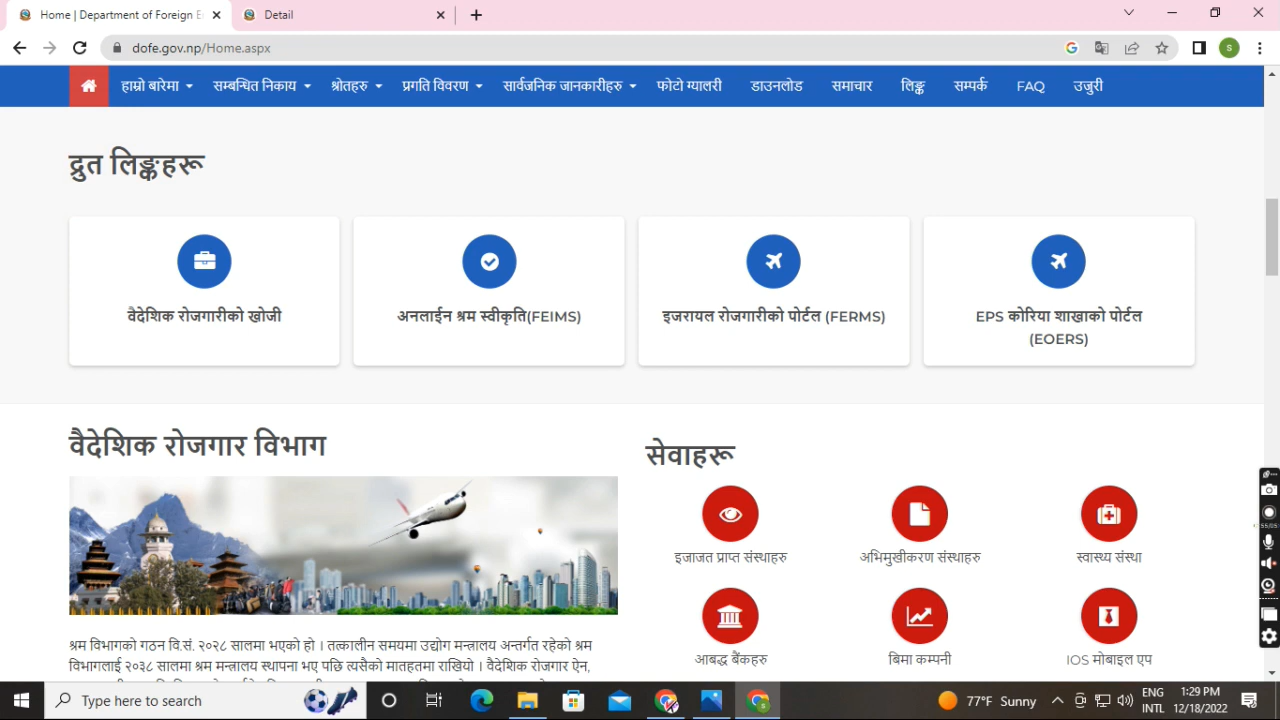 Home | Department of Foreign E
Detail
dofe.gov.np/Home.aspx
S
हाम्रो बारेमा सम्बन्धित निकाय श्रोतहरु प्रगति विवरण सार्वजनिक जानकारीहरु फोटो ग्यालरी डाउनलोड समाचार लिङ्क सम्पर्क FAQ उजुरी
द्रुत लिङ्कहरू
वैदेशिक रोजगारीको खोजी
अनलाईन श्रम स्वीकृति(FEIMS)
इजरायल रोजगारीको पोर्टल (FERMS)
EPS कोरिया शाखाको पोर्टल
(EOERS)
वैदेशिक रोजगार विभाग
श्रम विभागको गठन वि.सं. २०२८ सालमा भएको हो । तत्कालीन समयमा उद्योग मन्त्रालय अन्तर्गत रहेको श्रम
विभागलाई २०३८ सालमा श्रम मन्त्रालय स्थापना भए पछि त्यसैको मातहतमा राखियो । वैदेशिक रोजगार ऐन,
सेवाहरू
इजाजत प्राप्त संस्थाहरु
अभिमुखीकरण संस्थाहरु
स्वास्थ्य संस्था
आबद्ध बैंकहरु
बिमा कम्पनी
IOS मोबाइल एप
Type here to search
77°F Sunny
ENG
INTL
1:29 PM
12/18/2022